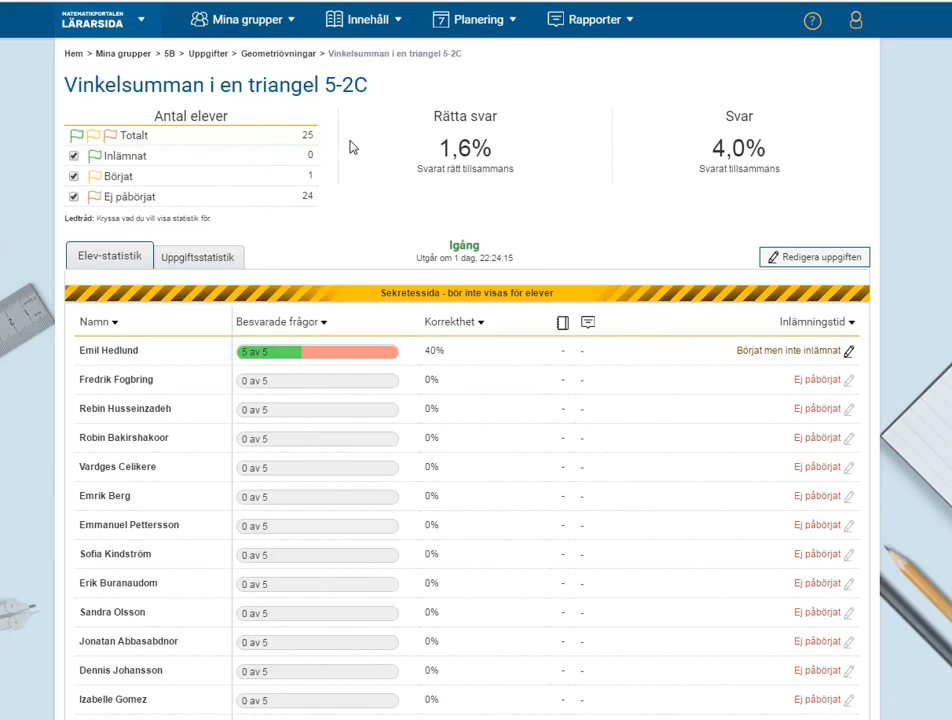 MATEMATIKPORTALEN
LÄRARSIDA
Mina grupper
Innehåll
7 Planering
Rapporter
?
Hem > Mina grupper > 5B > Uppgifter > Geometriövningar > Vinkelsumman i en triangel 5-2C
Vinkelsumman i en triangel 5-2C
Antal elever
Totalt 25
Inlämnat 0
Börjat 1
Ej påbörjat 24
Ledtråd: Kryssa vad du vill visa statistik för.
Rätta svar
1,6%
Svarat rätt tillsammans
Svar
4,0%
Svarat tillsammans
Elev-statistik
Uppgiftsstatistik
Igång
Utgår om 1 dag, 22:24:15
Redigera uppgiften
Sekretessida - bör inte visas för elever
Namn Besvarade frågor Korrekthet Inlämningstid
Emil Hedlund 5 av 5 40% - - Börjat men inte inlämnat
Fredrik Fogbring 0 av 5 0% - - Ej påbörjat
Rebin Husseinzadeh 0 av 5 0% - - Ej påbörjat
Robin Bakirshakoor 0 av 5 0% - - Ej påbörjat
Vardges Celikere 0 av 5 0% - - Ej påbörjat
Emrik Berg 0 av 5 0% - - Ej påbörjat
Emmanuel Pettersson 0 av 5 0% - - Ej påbörjat
Sofia Kindström 0 av 5 0% - - Ej påbörjat
Erik Buranaudom 0 av 5 0% - - Ej påbörjat
Sandra Olsson 0 av 5 0% - - Ej påbörjat
Jonatan Abbasabdnor 0 av 5 0% - - Ej påbörjat
Dennis Johansson 0 av 5 0% - - Ej påbörjat
Izabelle Gomez 0 av 5 0% - - Ej påbörjat